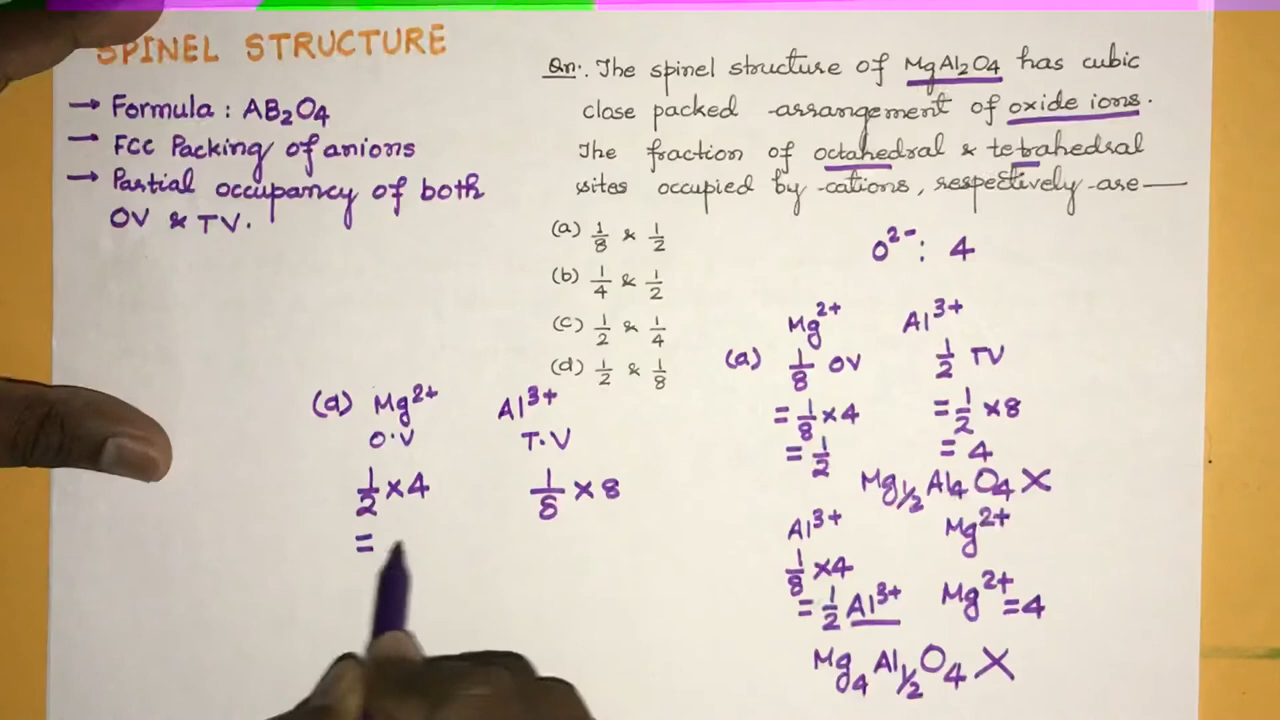 SPINEL STRUCTURE
→ Formula : AB₂O₄
→ FCC Packing of anions
→ Partial occupancy of both
OV & TV.
Qn:. The spinel structure of MgAl₂O₄ has cubic
close packed arrangement of oxide ions.
The fraction of octahedral & tetrahedral
sites occupied by cations, respectively are —
(a) 1/8 & 1/2
(b) 1/4 & 1/2
(c) 1/2 & 1/4
(d) 1/2 & 1/8
O²⁻: 4
Mg²⁺ Al³⁺
(a) 1/8 OV 1/2 TV
= 1/8 × 4 = 1/2 × 8
= 1/2 = 4
Mg1/2 Al4 O4 X
Al³⁺ Mg²⁺
1/8 × 4
= 1/2 Al³⁺ Mg²⁺ = 4
Mg4 Al1/2 O4 X
(d) Mg²⁺ Al³⁺
O.V T.V
1/2 × 4 1/8 × 8
=